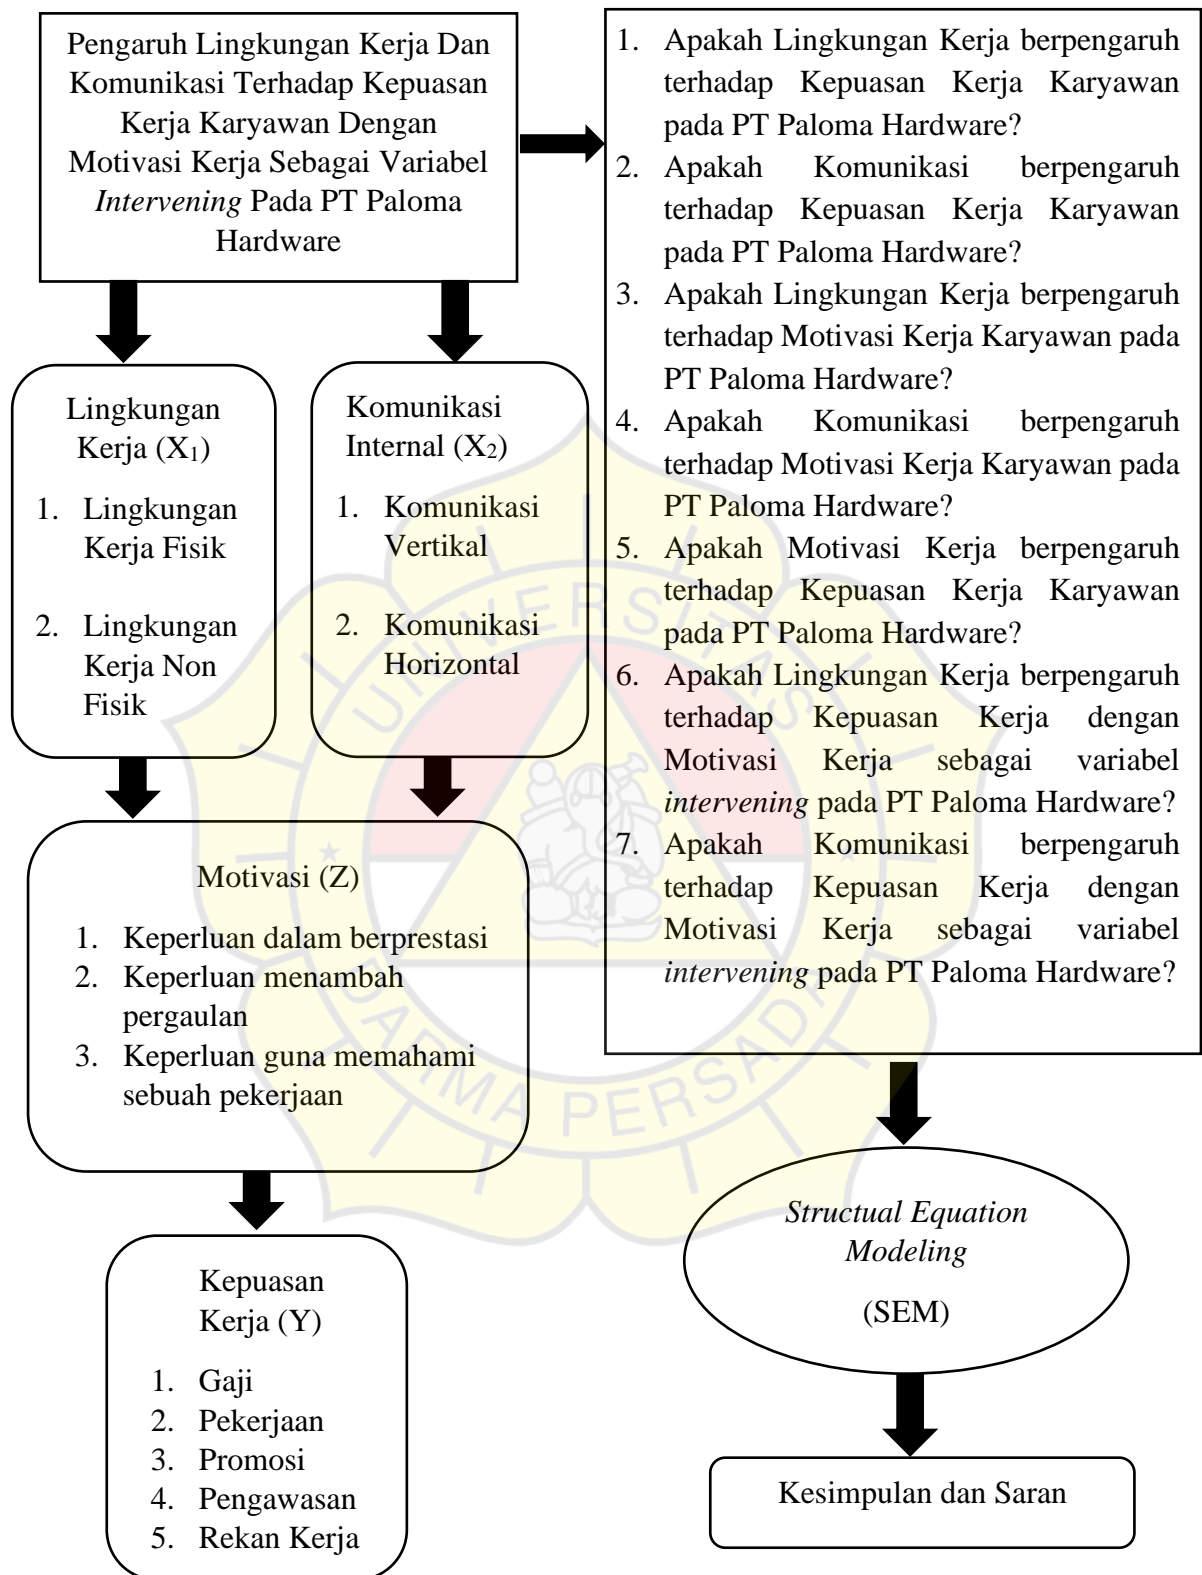 Pengaruh Lingkungan Kerja Dan
Komunikasi Terhadap Kepuasan
Kerja Karyawan Dengan
Motivasi Kerja Sebagai Variabel
Intervening Pada PT Paloma
Hardware
1. Apakah Lingkungan Kerja berpengaruh
terhadap Kepuasan Kerja Karyawan
pada PT Paloma Hardware?
2. Apakah Komunikasi berpengaruh
terhadap Kepuasan Kerja Karyawan
pada PT Paloma Hardware?
3. Apakah Lingkungan Kerja berpengaruh
terhadap Motivasi Kerja Karyawan pada
PT Paloma Hardware?
4. Apakah Komunikasi berpengaruh
terhadap Motivasi Kerja Karyawan pada
PT Paloma Hardware?
5. Apakah Motivasi Kerja berpengaruh
terhadap Kepuasan Kerja Karyawan
pada PT Paloma Hardware?
6. Apakah Lingkungan Kerja berpengaruh
terhadap Kepuasan Kerja dengan
Motivasi Kerja sebagai variabel
intervening pada PT Paloma Hardware?
7. Apakah Komunikasi berpengaruh
terhadap Kepuasan Kerja dengan
Motivasi Kerja sebagai variabel
intervening pada PT Paloma Hardware?
Lingkungan
Kerja (X₁)
1. Lingkungan
Kerja Fisik
2. Lingkungan
Kerja Non
Fisik
Komunikasi
Internal (X₂)
1. Komunikasi
Vertikal
2. Komunikasi
Horizontal
Motivasi (Z)
1. Keperluan dalam berprestasi
2. Keperluan menambah
pergaulan
3. Keperluan guna memahami
sebuah pekerjaan
Kepuasan
Kerja (Y)
1. Gaji
2. Pekerjaan
3. Promosi
4. Pengawasan
5. Rekan Kerja
Structual Equation
Modeling
(SEM)
Kesimpulan dan Saran
UNIVERSITAS
DARMA PERSADA